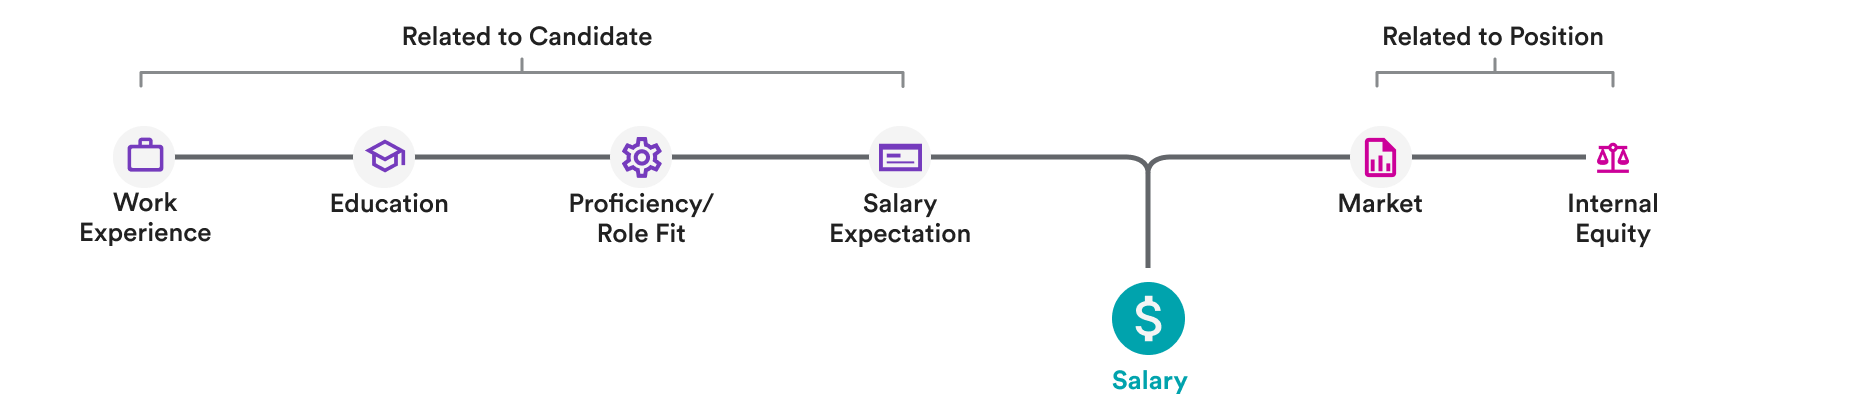 Related to Candidate
Related to Position
Work
Experience
Education
Proficiency/
Role Fit
Salary
Expectation
Market
Internal
Equity
$
Salary